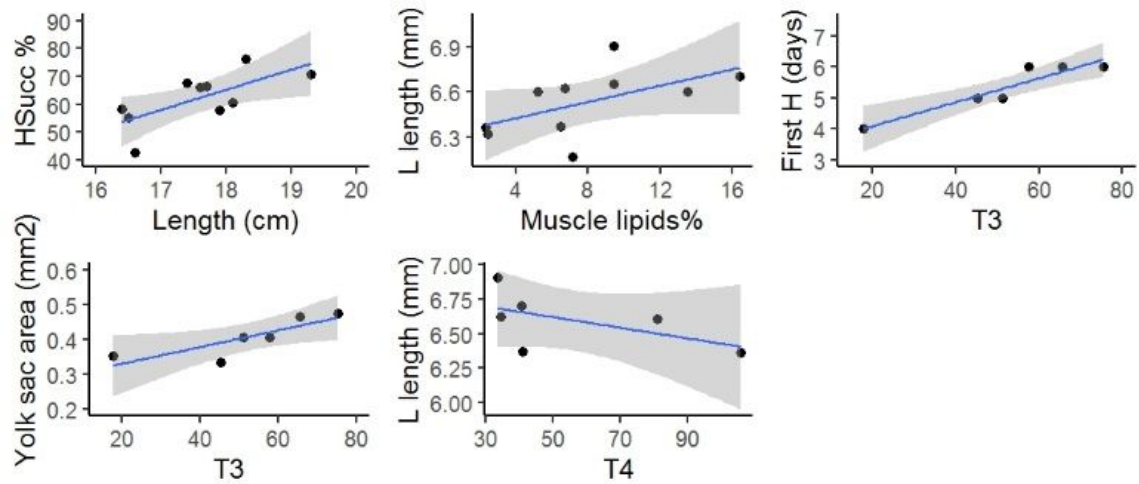 HSucc %
90
80
70
60
50
40
16 17 18 19 20
Length (cm)
L length (mm)
6.9
6.6
6.3
4 8 12 16
Muscle lipids%
First H (days)
7
6
5
4
3
20 40 60 80
T3
Yolk sac area (mm2)
0.6
0.5
0.4
0.3
0.2
20 40 60 80
T3
L length (mm)
7.00
6.75
6.50
6.25
6.00
30 50 70 90
T4